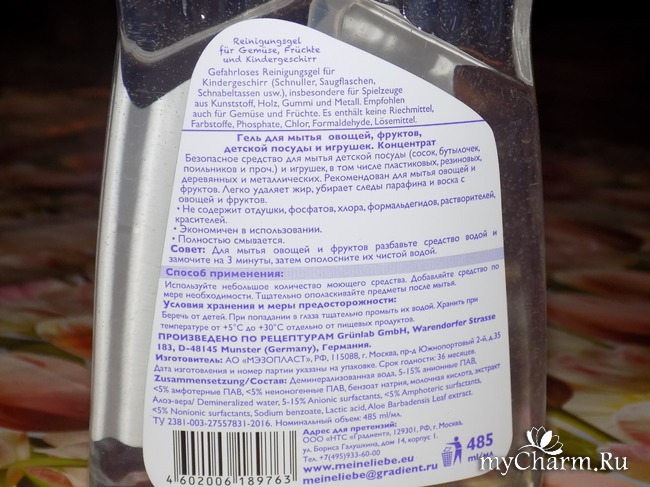 Reinigungsgel
für Gemüse, Früchte
und Kindergeschirr
Gefahrloses Reinigungsgel für
Kindergeschirr (Schnuller, Saugflaschen,
Schnabeltassen usw.), insbesondere für Spielzeuge
aus Kunststoff, Holz, Gummi und Metall. Empfohlen
auch für Gemüse und Früchte. Es enthält keine Riechmittel,
Farbstoffe, Phosphate, Chlor, Formaldehyde, Lösemittel.
Гель для мытья овощей, фруктов,
детской посуды и игрушек. Концентрат
Безопасное средство для мытья детской посуды (сосок, бутылочек,
поильников и проч.) и игрушек, в том числе пластиковых, резиновых,
деревянных и металлических. Рекомендован для мытья овощей и
фруктов. Легко удаляет жир, убирает следы парафина и воска с
овощей и фруктов.
• Не содержит отдушки, фосфатов, хлора, формальдегидов, растворителей,
красителей.
• Экономичен в использовании.
• Полностью смывается.
Совет: Для мытья овощей и фруктов разбавьте средство водой и
замочите на 3 минуты, затем ополосните их чистой водой.
Способ применения:
Используйте небольшое количество моющего средства. Добавляйте средство по
мере необходимости. Тщательно ополаскивайте предметы после мытья.
Условия хранения и меры предосторожности:
Беречь от детей. При попадании в глаза тщательно промыть их водой. Хранить при
температуре от +5°С до +30°С отдельно от пищевых продуктов.
ПРОИЗВЕДЕНО ПО РЕЦЕПТУРАМ Grünlab GmbH, Warendorfer Strasse
183, D-48145 Munster (Germany), Германия.
Изготовитель: АО «МЭЗОПЛАСТ», РФ, 115088, г. Москва, пр-д Южнопортовый 2-й, д.35
Дата изготовления и номер партии указаны на упаковке. Срок годности: 36 месяцев.
Zusammensetzung/Состав: Деминерализованная вода, 5-15% анионные ПАВ,
<5% амфотерные ПАВ, <5% неионогенные ПАВ, бензоат натрия, молочная кислота, экстракт
Алоэ-вера/ Demineralized water, 5-15% Anionic surfactants, <5% Amphoteric surfactants,
<5% Nonionic surfactants, Sodium benzoate, Lactic acid, Aloe Barbadensis Leaf extract.
ТУ 2381-003-27557831-2016. Номинальный объем: 485 ml/мл.
Адрес для претензий:
ООО «НТС «Градиент», 129301, РФ, г. Москва,
ул. Бориса Галушкина, дом 14, корпус 1.
Тел. +7(495)933-60-00
www.meineliebe.eu
meineliebe@gradient.ru
485
ml/мл
4602006189763
myCharm.Ru